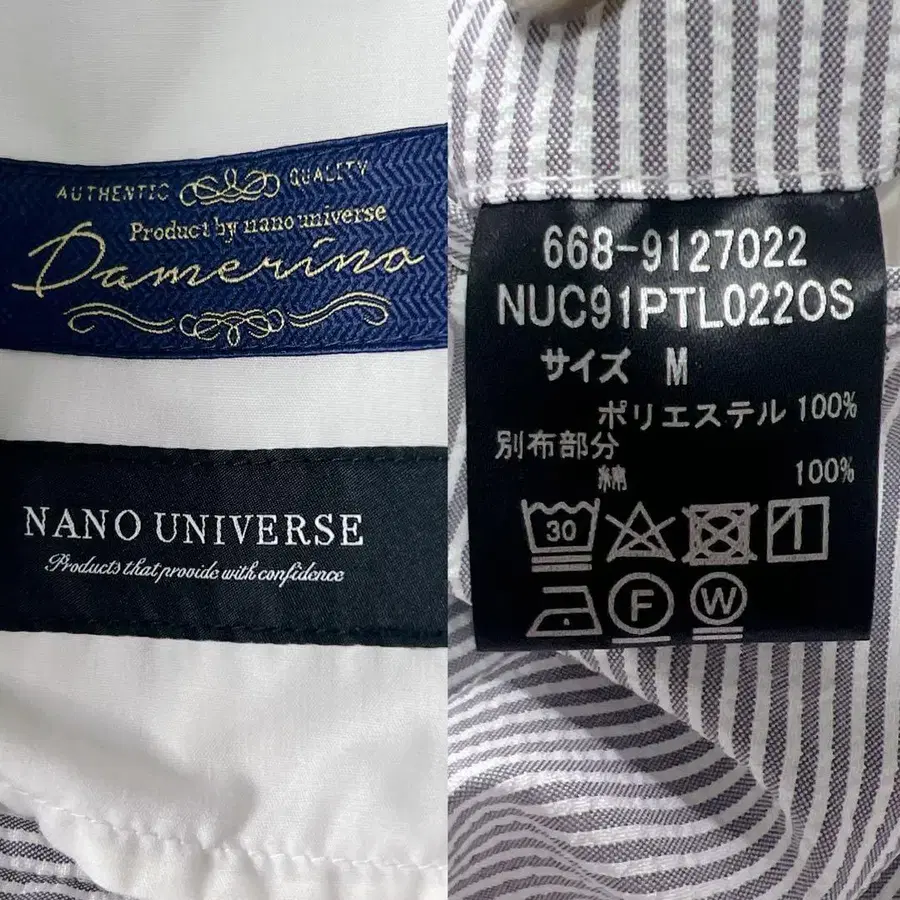 AUTHENTIC QUALITY
Product by nano universe
Damerino
NANO UNIVERSE
Products that provide with confidence
668-9127022
NUC91PTL022OS
サイズ M
ポリエステル 100%
別布部分
綿 100%
30
F W